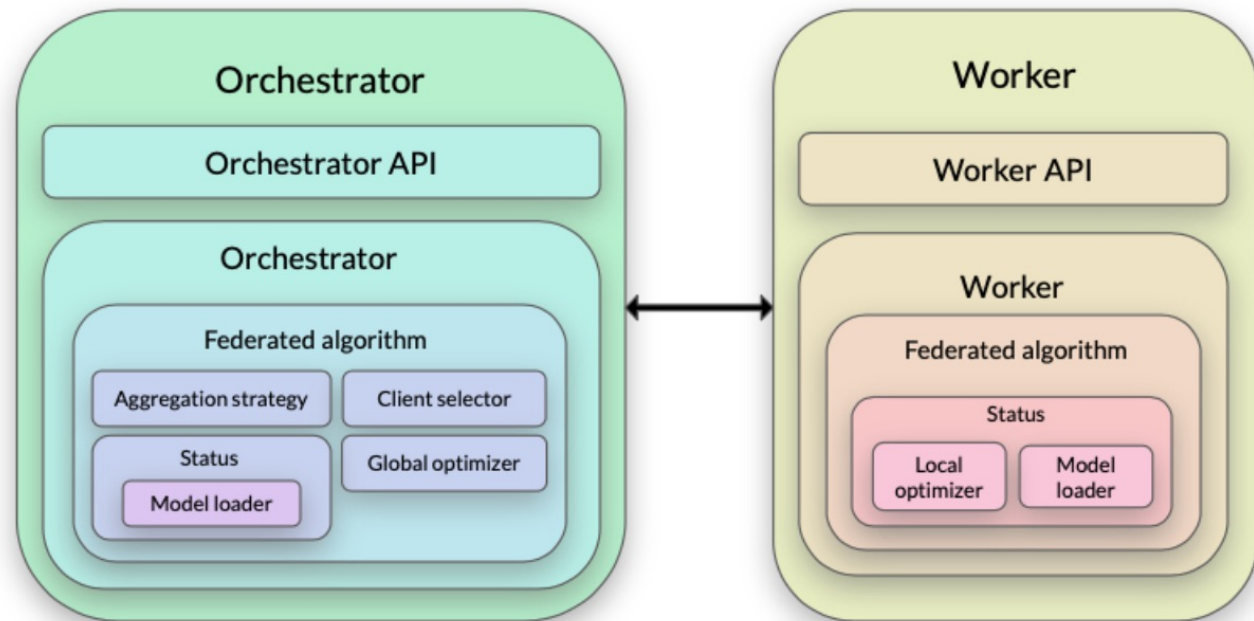 Orchestrator
Orchestrator API
Orchestrator
Federated algorithm
Aggregation strategy
Client selector
Status
Global optimizer
Model loader
Worker
Worker API
Worker
Federated algorithm
Status
Local
optimizer
Model
loader